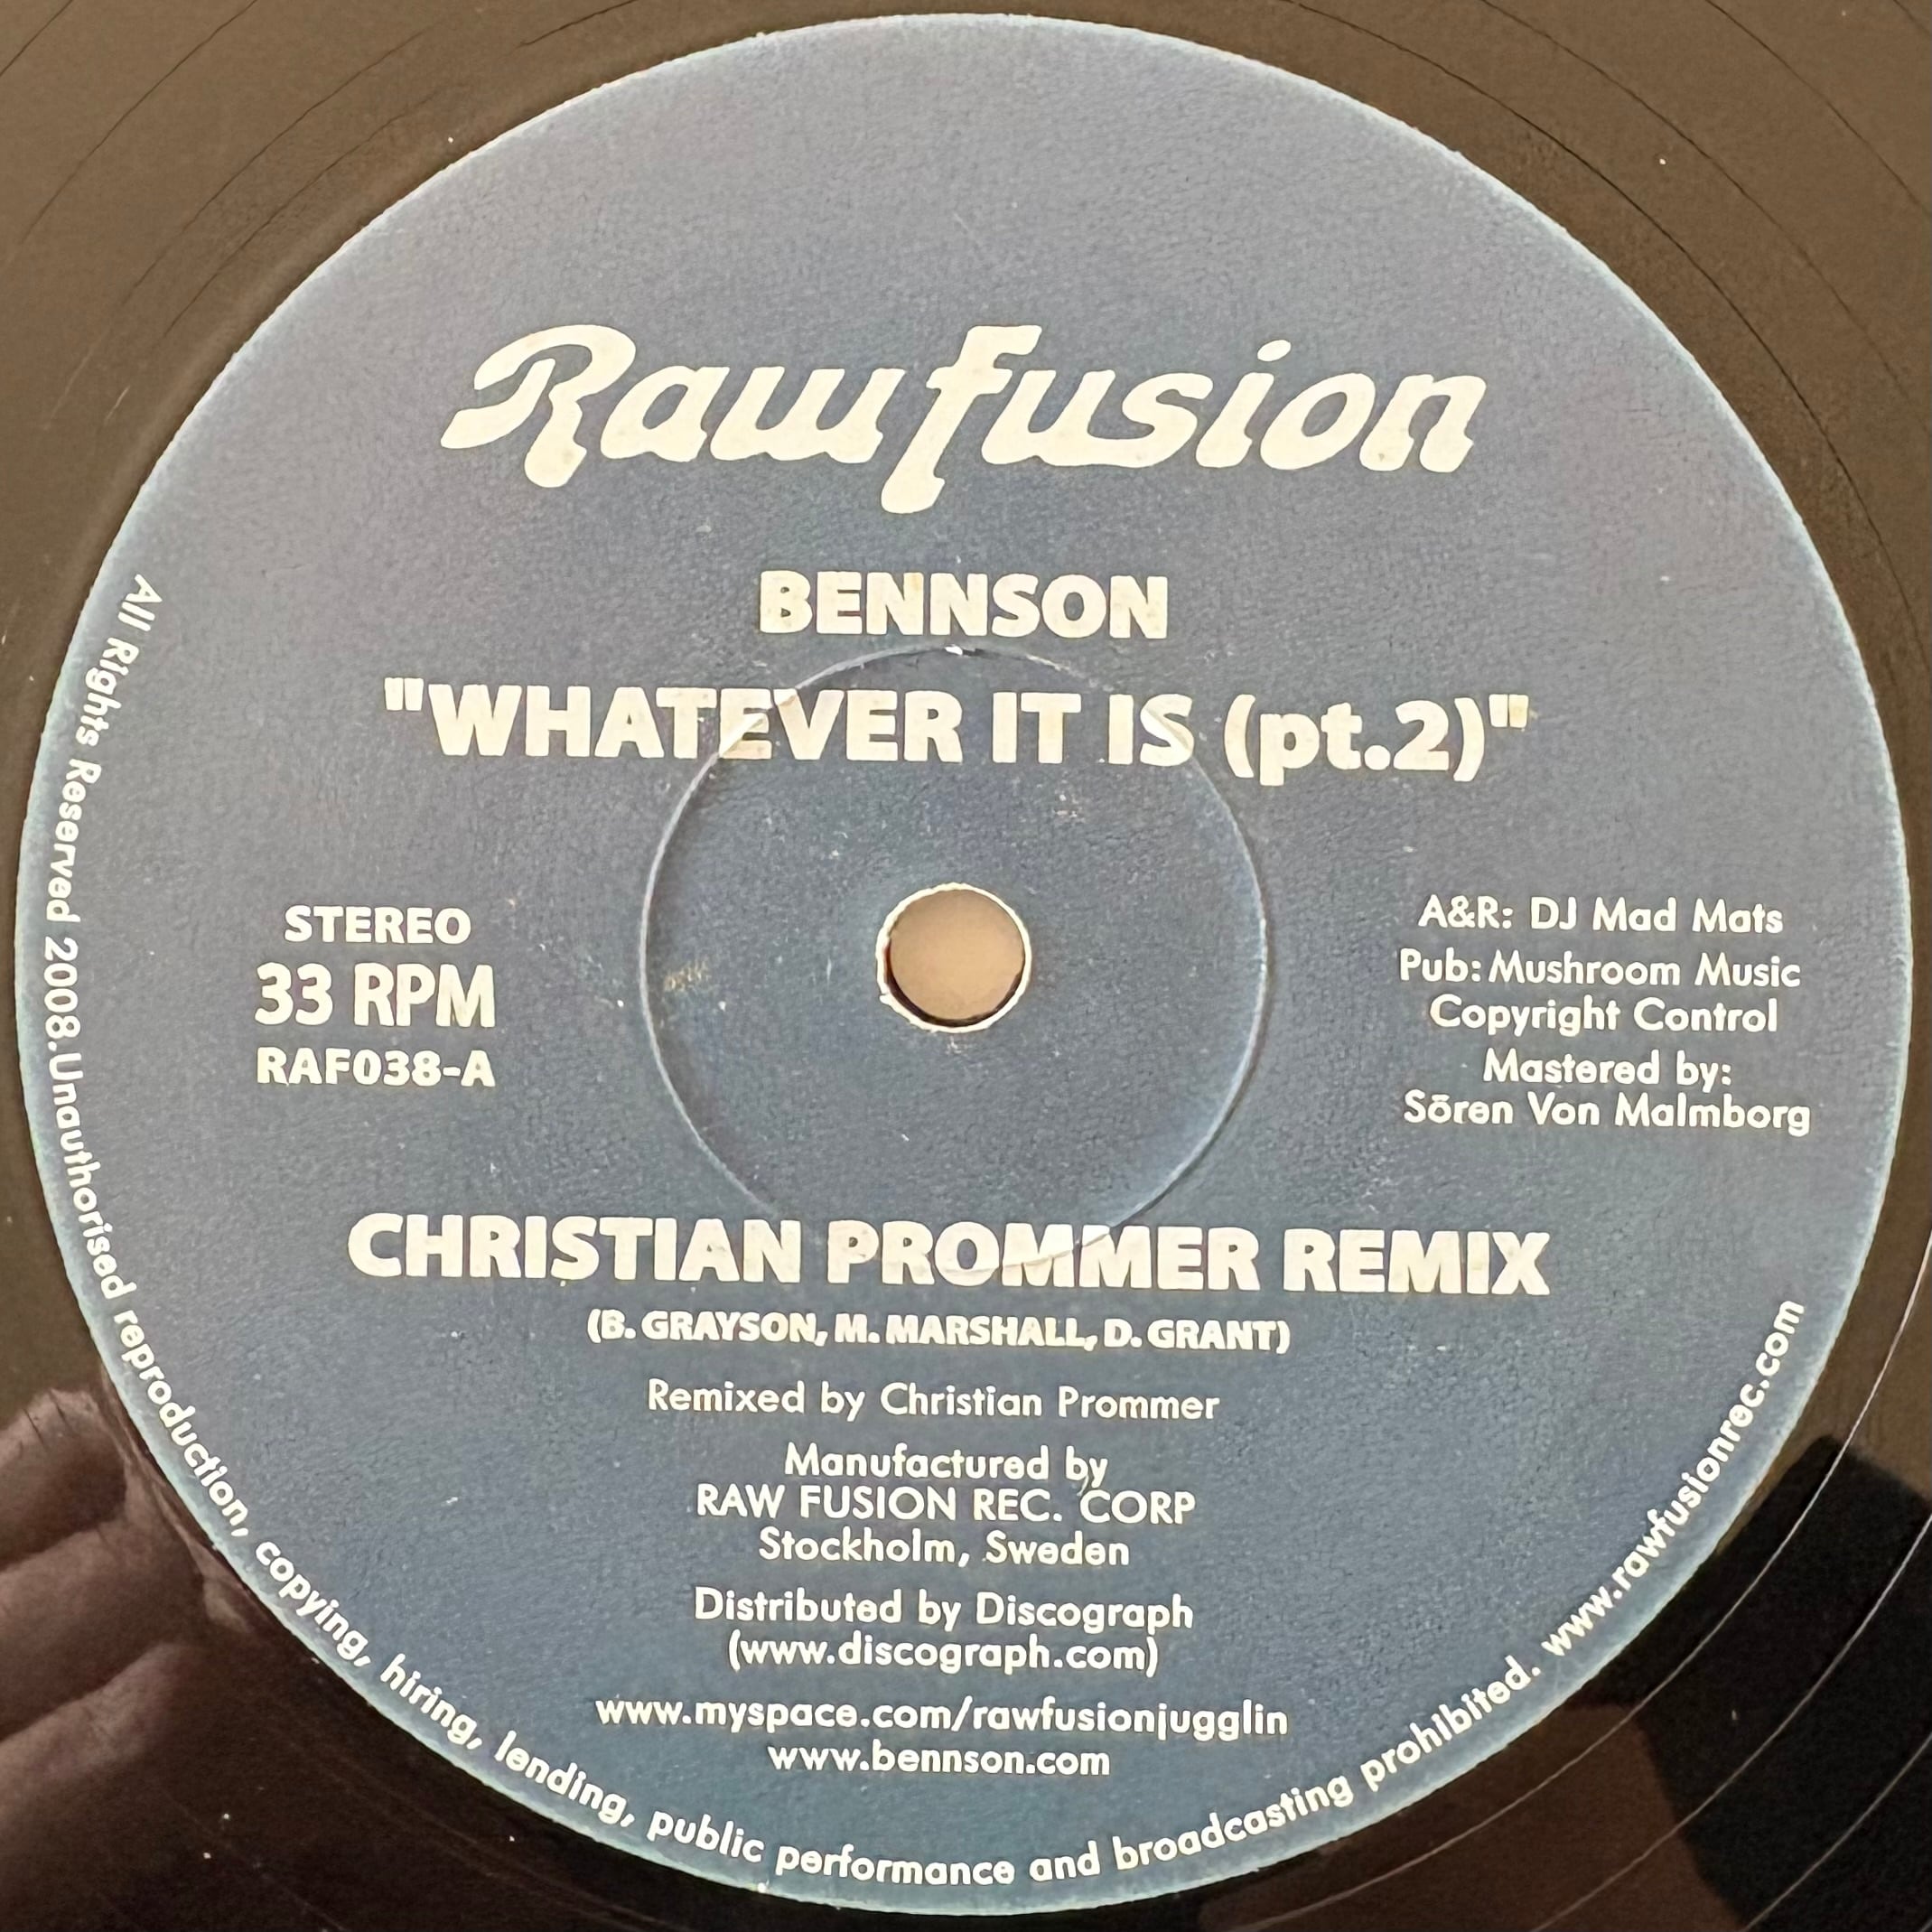 Raw fusion
BENNSON
"WHATEVER IT IS (pt.2)"
STEREO
33 RPM
RAF038-A
A&R: DJ Mad Mats
Pub: Mushroom Music
Copyright Control
Mastered by:
Sōren Von Malmborg
CHRISTIAN PROMMER REMIX
(B. GRAYSON, M. MARSHALL, D. GRANT)
Remixed by Christian Prommer
Manufactured by
RAW FUSION REC. CORP
Stockholm, Sweden
Distributed by Discograph
(www.discograph.com)
www.myspace.com/rawfusionjugglin
www.bennson.com
All Rights Reserved 2008.Unauthorised reproduction, copying, hiring, lending, public performance and broadcasting prohibited. www.rawfusionrec.com